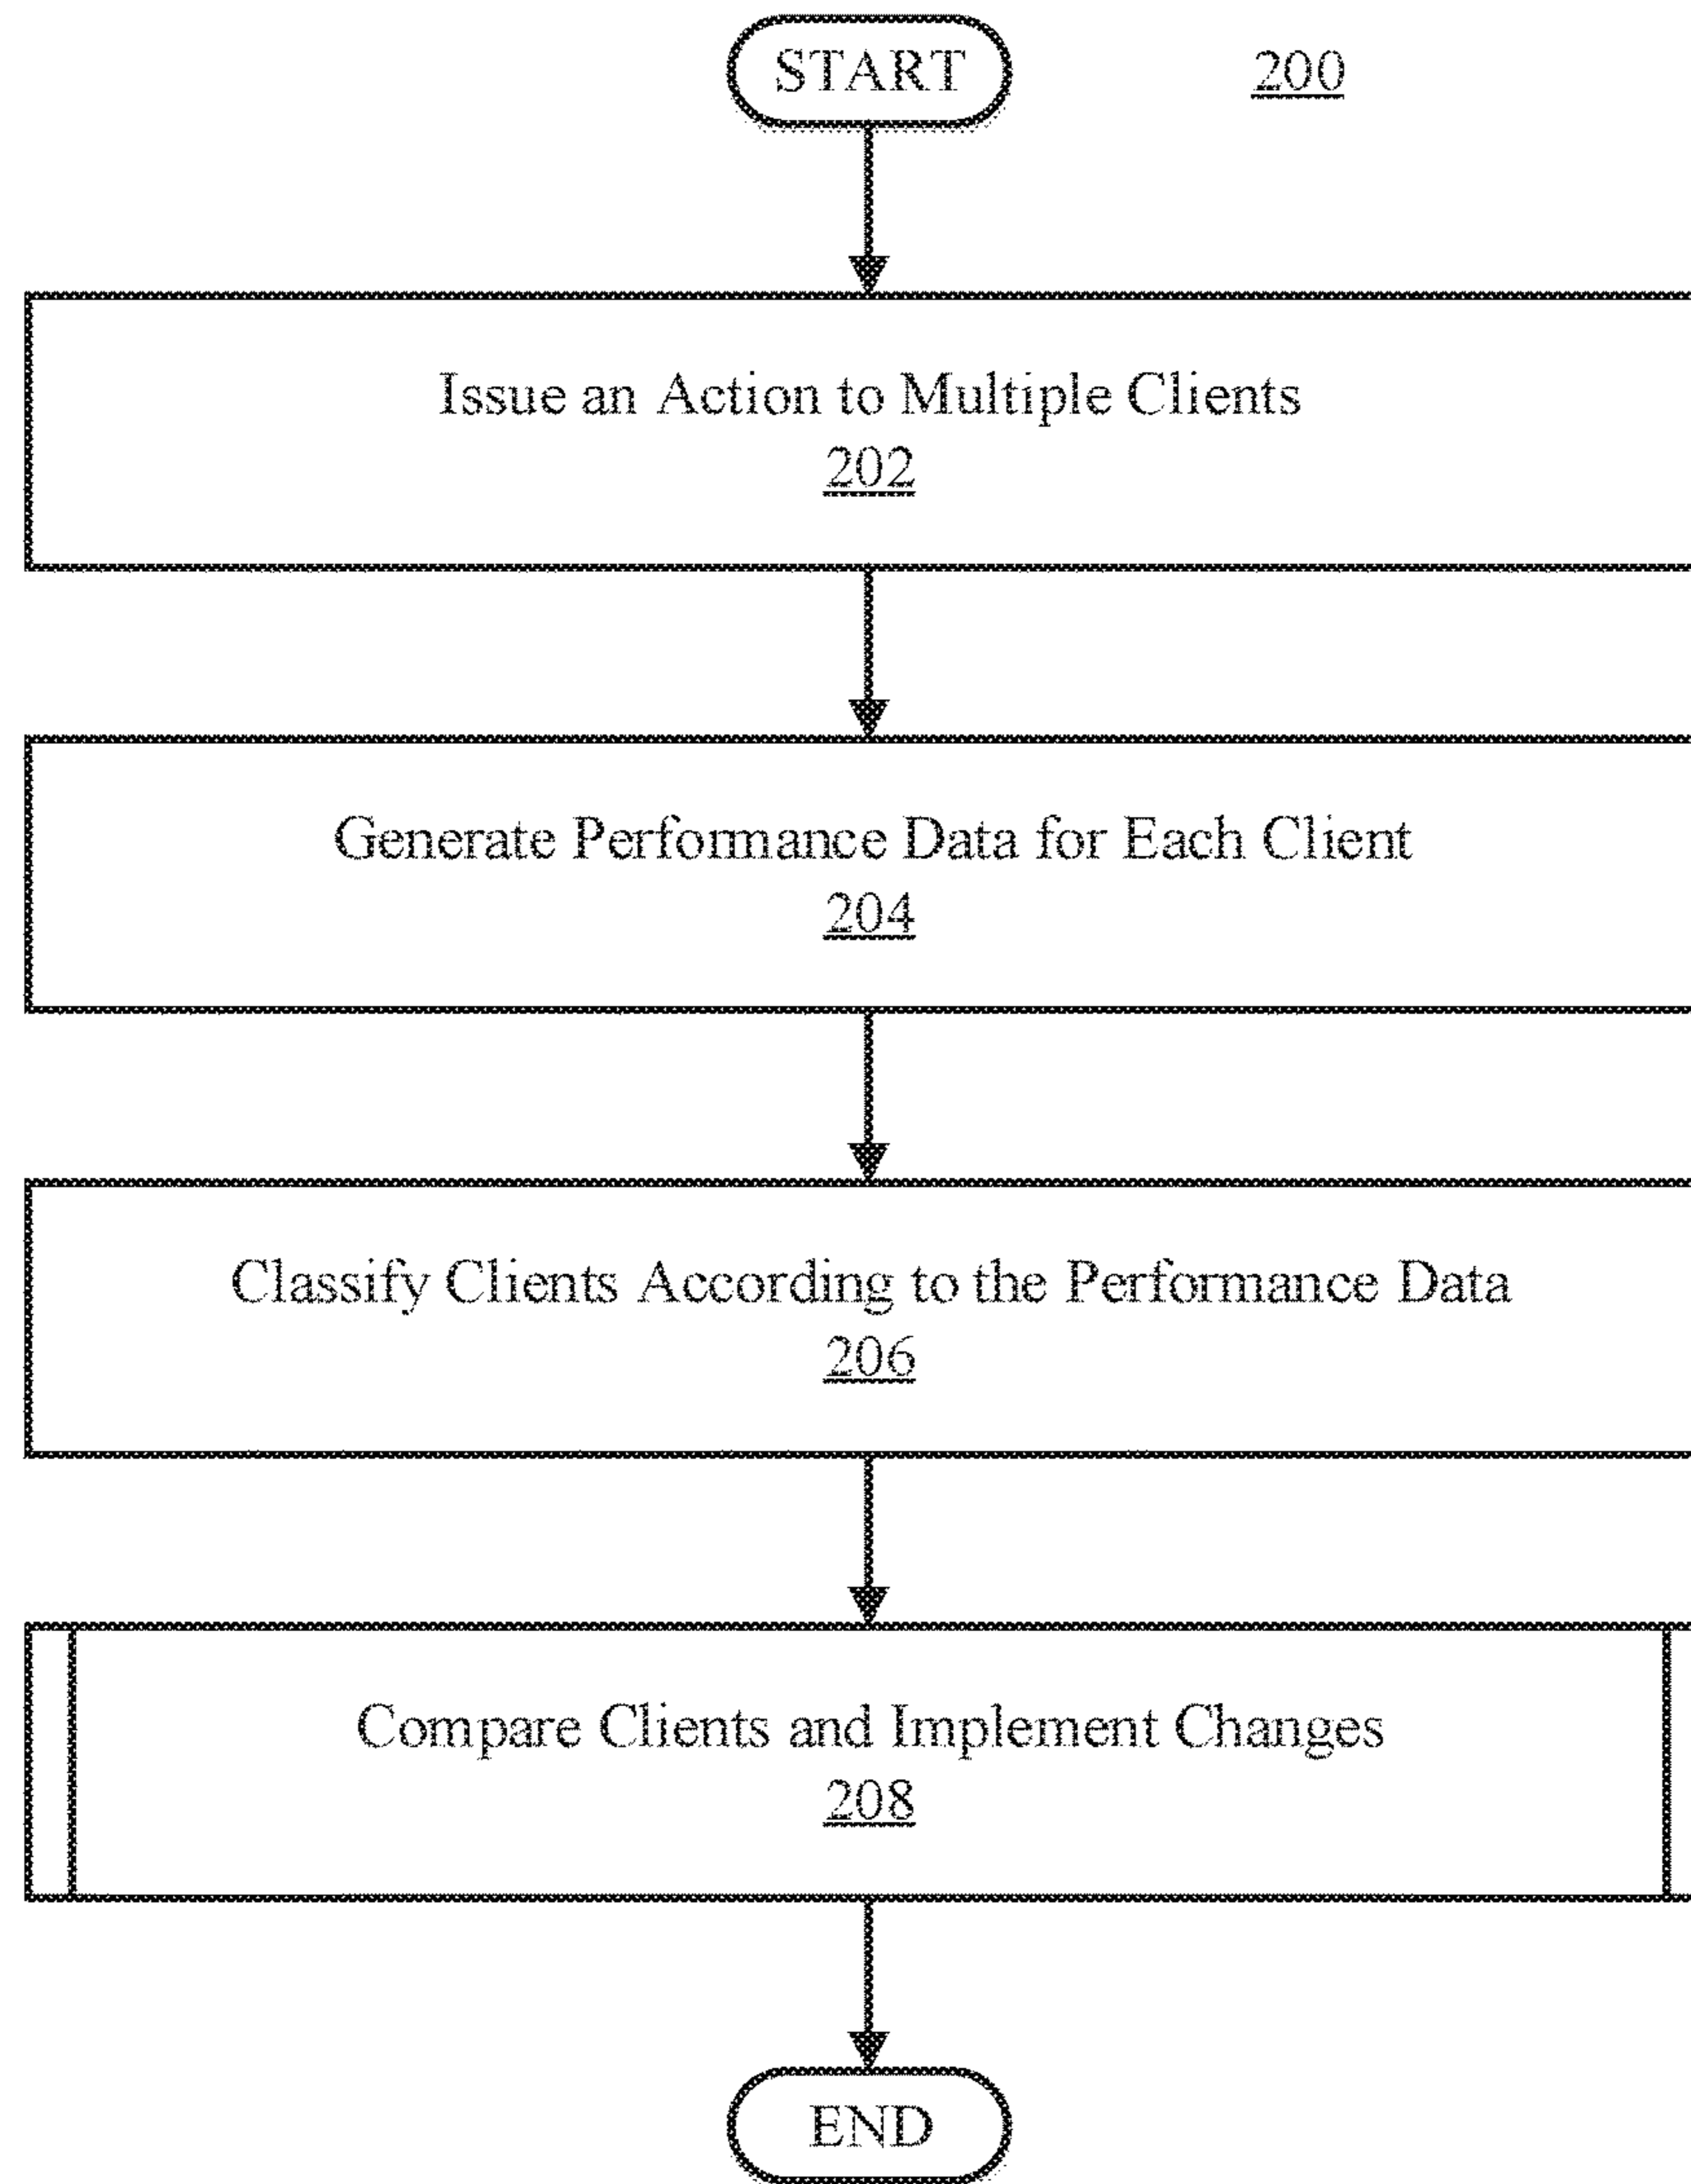 START
200
Issue an Action to Multiple Clients
202
Generate Performance Data for Each Client
204
Classify Clients According to the Performance Data
206
Compare Clients and Implement Changes
208
END